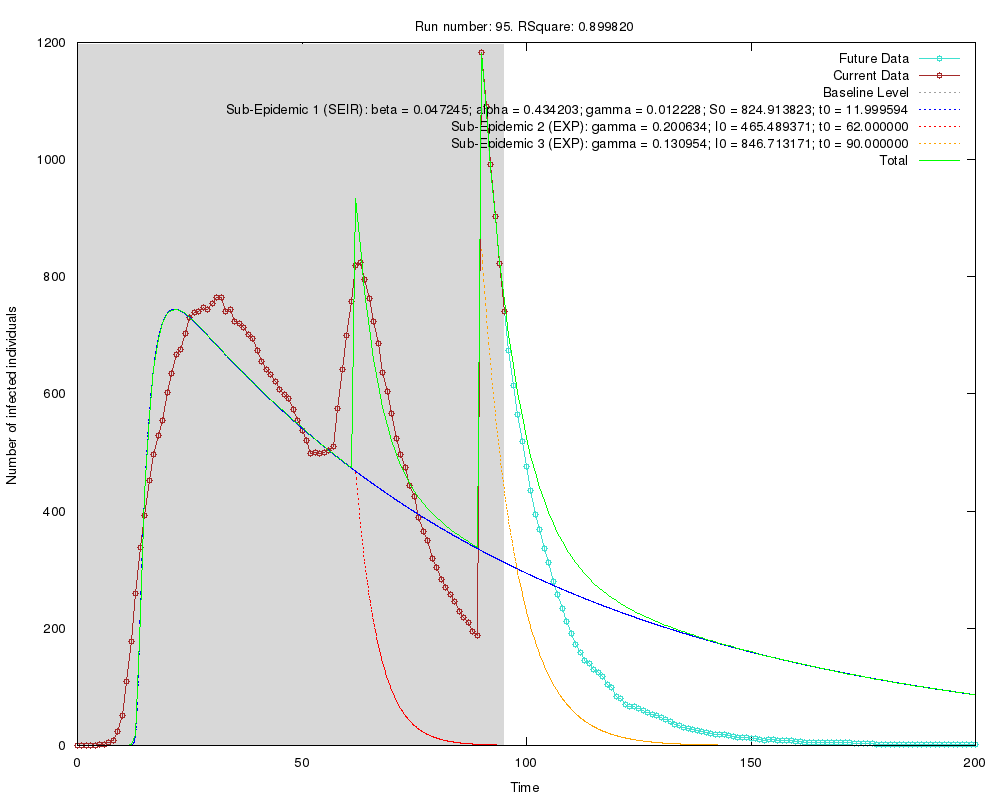 Run number: 95. RSquare: 0.899820
1200
1000
800
600
400
200
0
Number of infected individuals
Future Data
Current Data
Baseline Level
Sub-Epidemic 1 (SEIR): beta = 0.047245; alpha = 0.434203; gamma = 0.012228; S0 = 824.913823; t0 = 11.999594
Sub-Epidemic 2 (EXP): gamma = 0.200634; I0 = 465.489371; t0 = 62.000000
Sub-Epidemic 3 (EXP): gamma = 0.130954; I0 = 846.713171; t0 = 90.000000
Total
0
50
100
150
200
Time